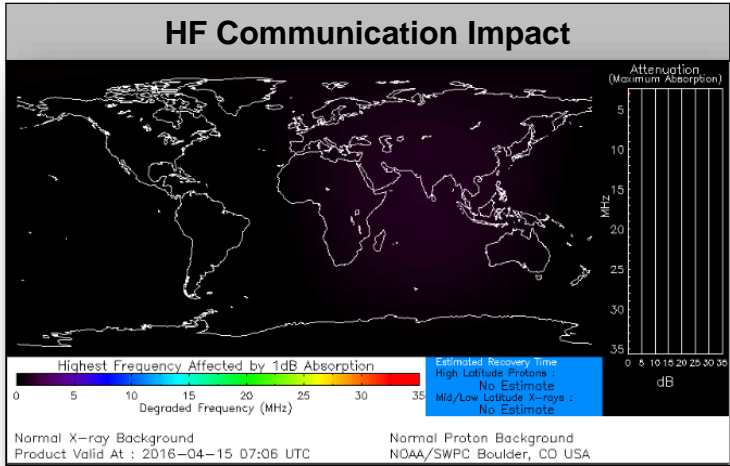 HF Communication Impact
Attenuation
(Maximum Absorption)
5
10
15
20
25
30
35
MHz
0 5 10 15 20 25 30 35
dB
Highest Frequency Affected by 1dB Absorption
0 5 10 15 20 25 30 35
Degraded Frequency (MHz)
Estimated Recovery Time
High Latitude Protons :
No Estimate
Mid/Low Latitude X-rays :
No Estimate
Normal X-ray Background
Product Valid At : 2016-04-15 07:06 UTC
Normal Proton Background
NOAA/SWPC Boulder, CO USA